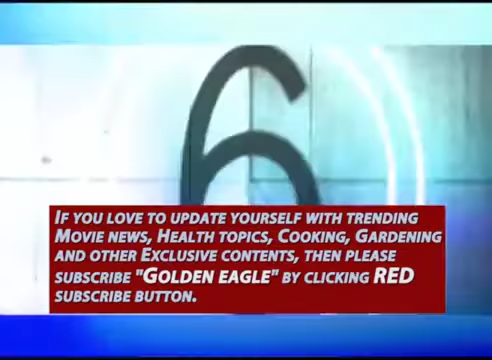 6
If you love to update yourself with trending
Movie news, Health topics, Cooking, Gardening
and other Exclusive contents, then please
subscribe "Golden eagle" by clicking RED
subscribe button.